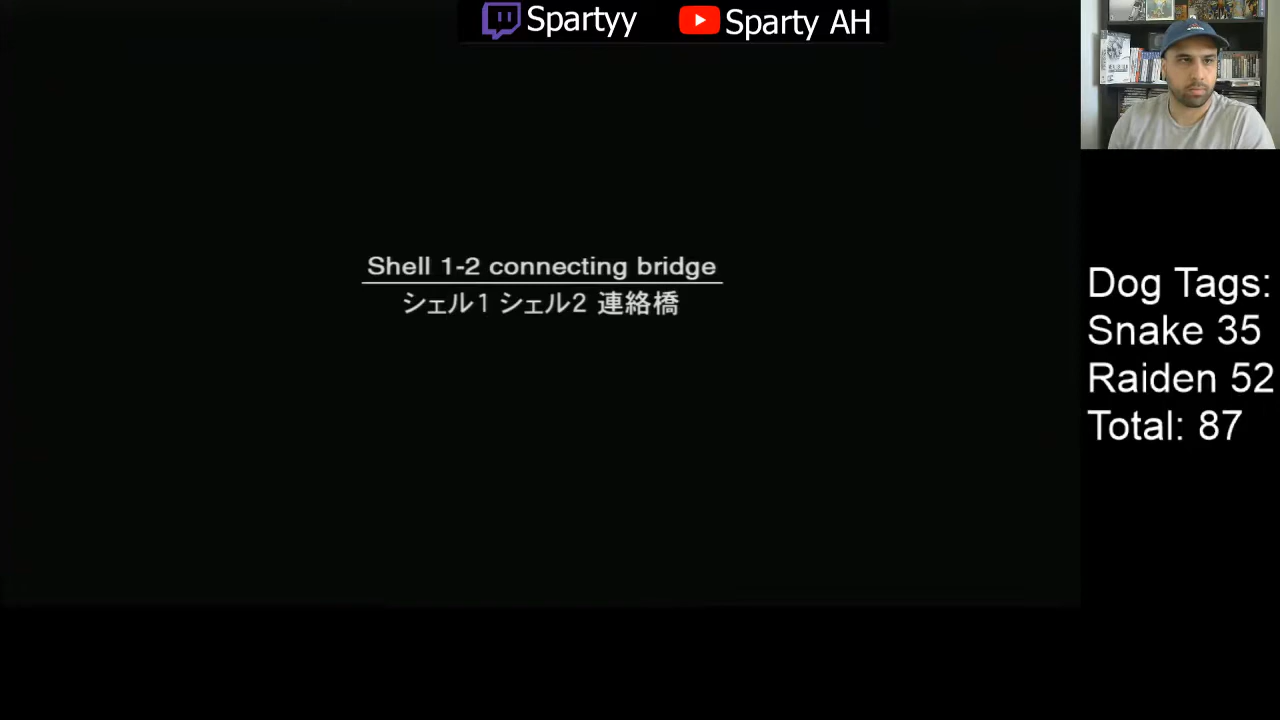 Spartyy
Sparty AH
Shell 1-2 connecting bridge
シェル1 シェル2 連絡橋
Dog Tags:
Snake 35
Raiden 52
Total: 87